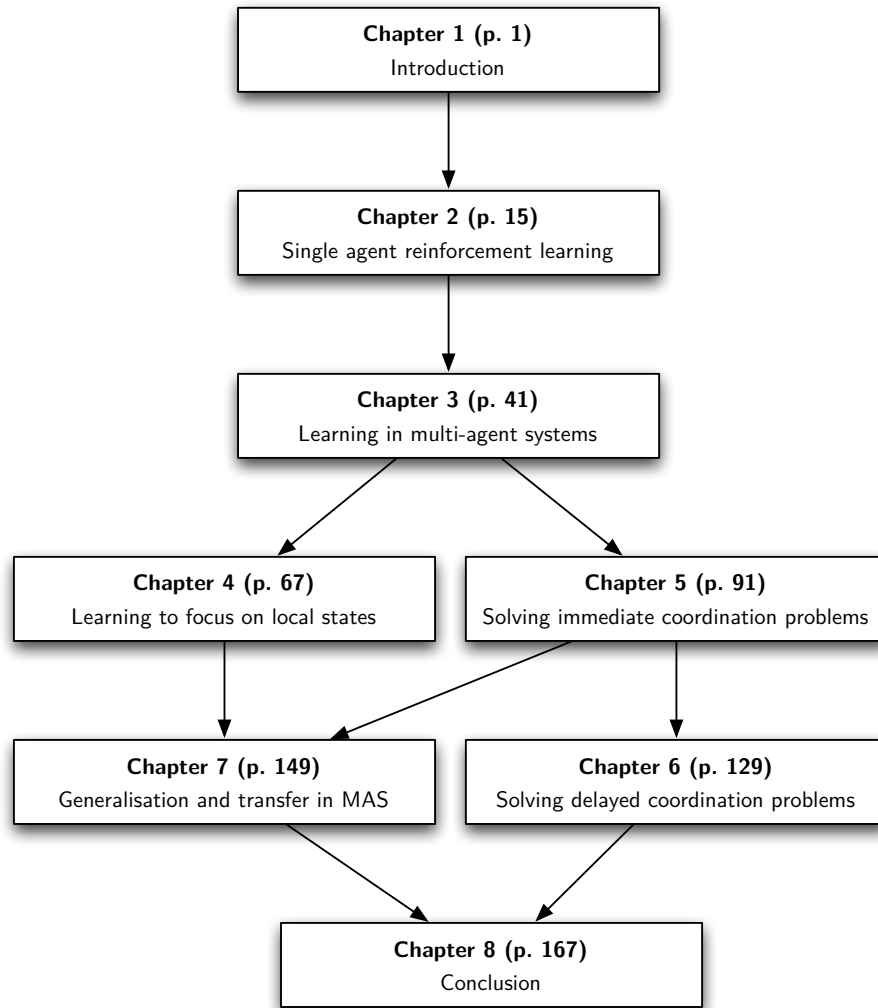 Chapter 1 (p. 1)
Introduction
Chapter 2 (p. 15)
Single agent reinforcement learning
Chapter 3 (p. 41)
Learning in multi-agent systems
Chapter 4 (p. 67)
Learning to focus on local states
Chapter 5 (p. 91)
Solving immediate coordination problems
Chapter 7 (p. 149)
Generalisation and transfer in MAS
Chapter 6 (p. 129)
Solving delayed coordination problems
Chapter 8 (p. 167)
Conclusion